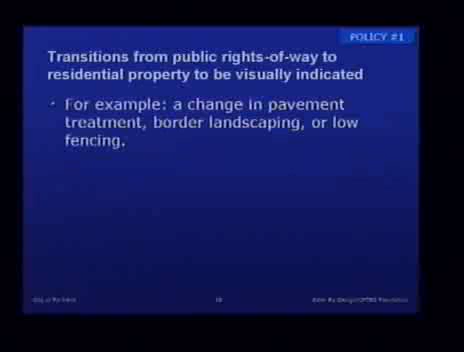 POLICY #1
Transitions from public rights-of-way to
residential property to be visually indicated
· For example: a change in pavement
treatment, border landscaping, or low
fencing.